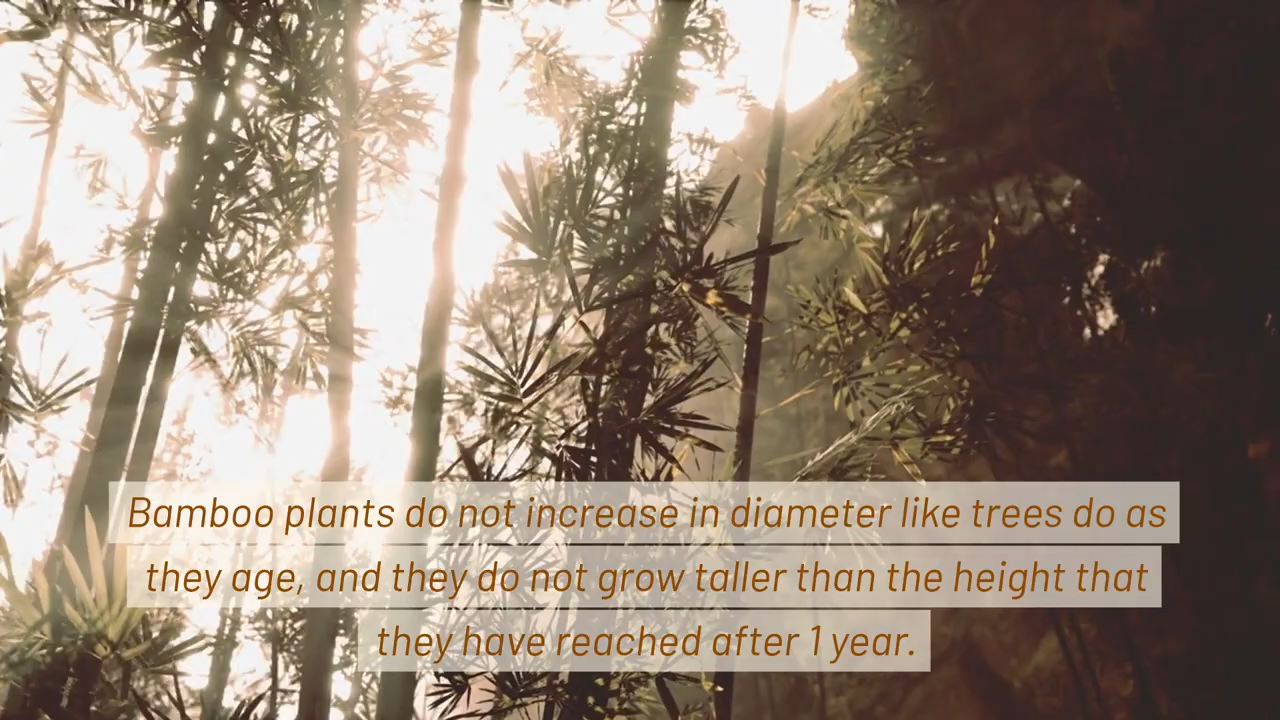 Bamboo plants do not increase in diameter like trees do as
they age, and they do not grow taller than the height that
they have reached after 1 year.